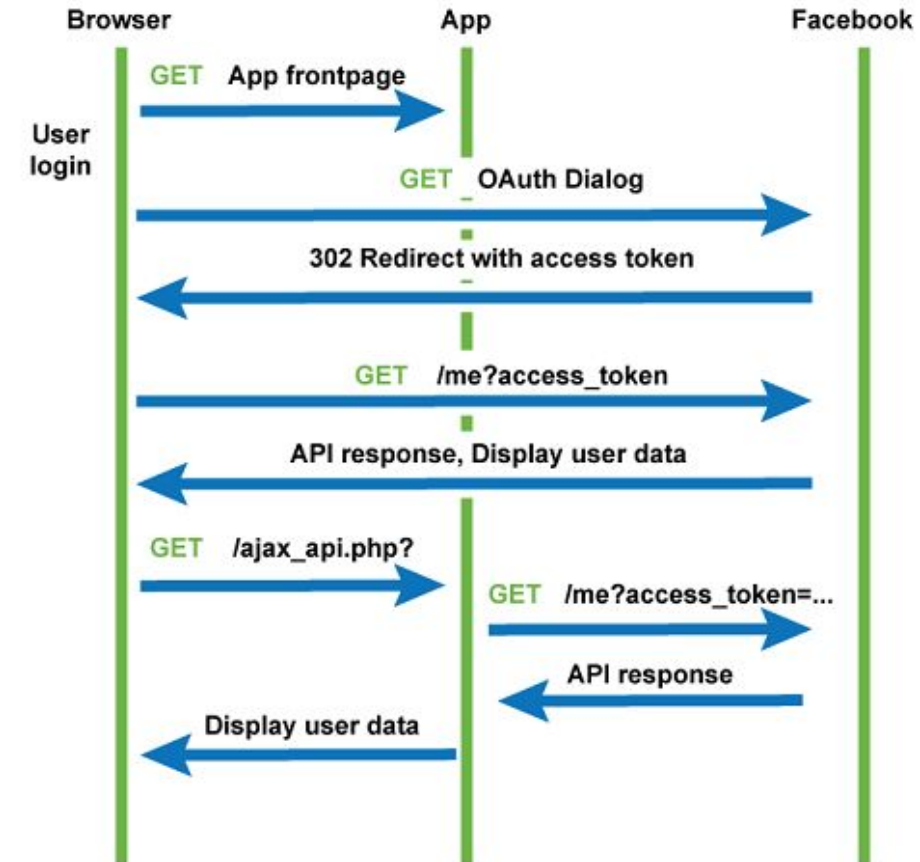 Browser App Facebook
GET App frontpage
User
login
GET OAuth Dialog
302 Redirect with access token
GET /me?access_token
API response, Display user data
GET /ajax_api.php?
GET /me?access_token=...
API response
Display user data